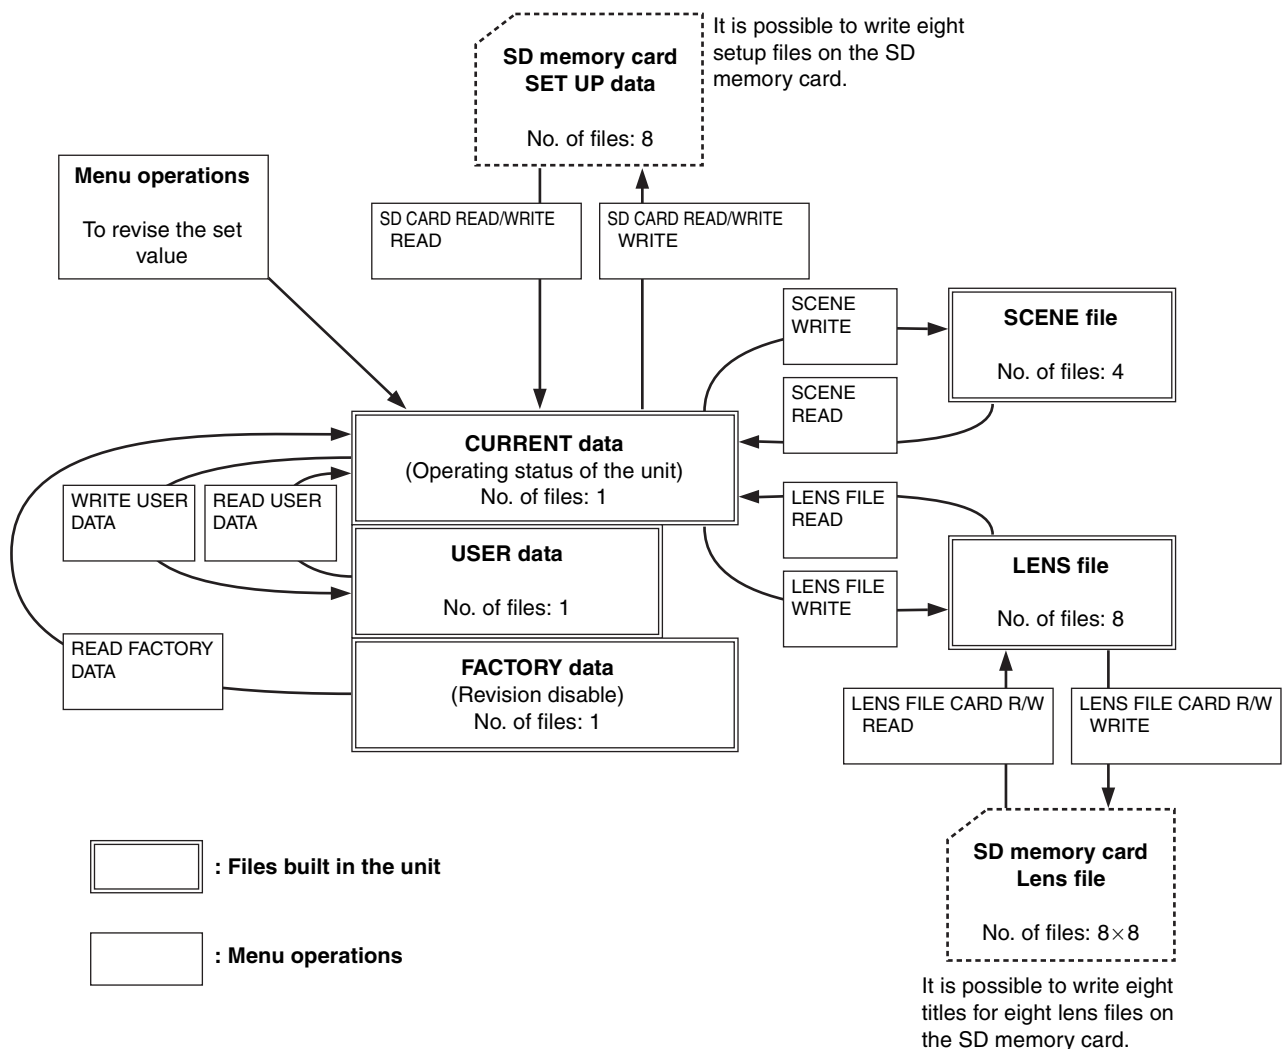 SD memory card
SET UP data
No. of files: 8
It is possible to write eight
setup files on the SD
memory card.
Menu operations
To revise the set
value
SD CARD READ/WRITE
READ
SD CARD READ/WRITE
WRITE
SCENE
WRITE
SCENE file
No. of files: 4
SCENE
READ
CURRENT data
(Operating status of the unit)
No. of files: 1
WRITE USER
DATA
READ USER
DATA
LENS FILE
READ
USER data
No. of files: 1
LENS file
No. of files: 8
LENS FILE
WRITE
READ FACTORY
DATA
FACTORY data
(Revision disable)
No. of files: 1
LENS FILE CARD R/W
READ
LENS FILE CARD R/W
WRITE
: Files built in the unit
: Menu operations
SD memory card
Lens file
No. of files: 8×8
It is possible to write eight
titles for eight lens files on
the SD memory card.